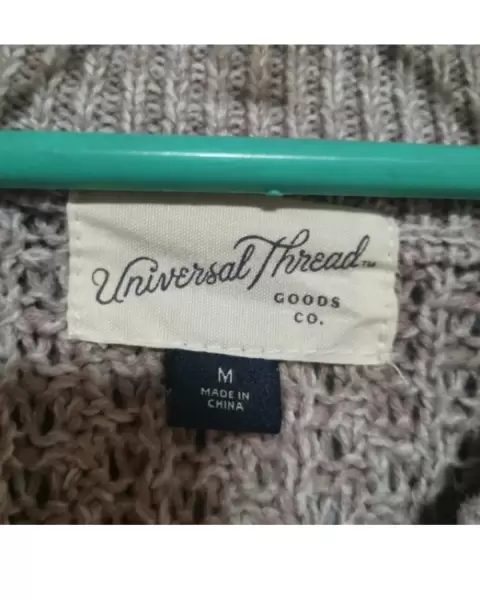 Universal Thread™
GOODS
CO.
M
MADE IN
CHINA